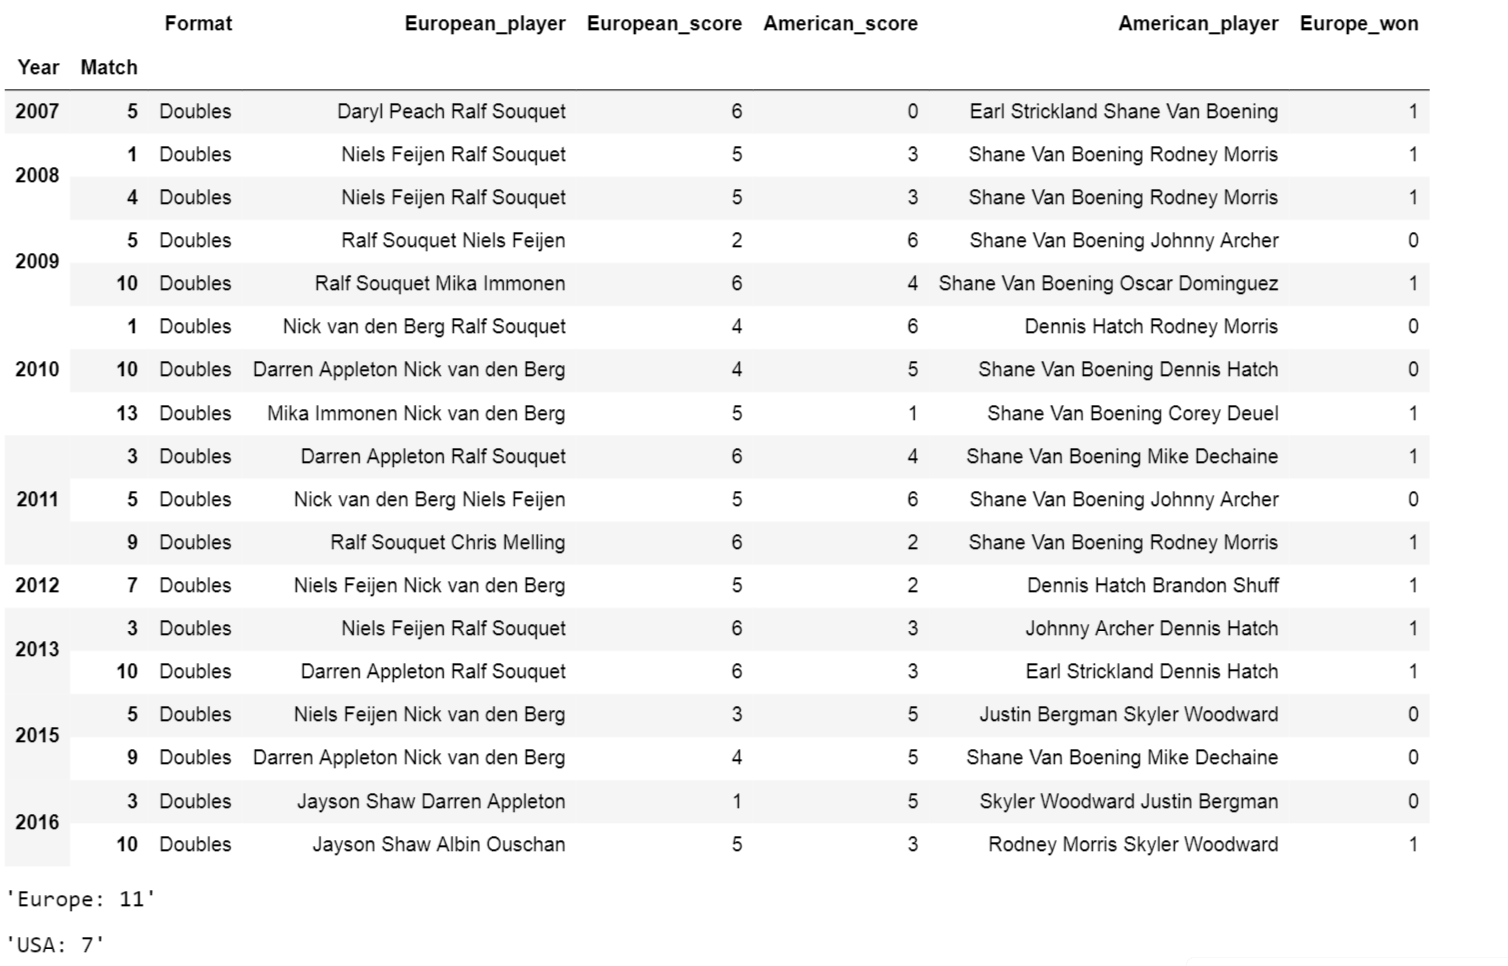 Format European_player European_score American_score American_player Europe_won
Year Match
2007 5 Doubles Daryl Peach Ralf Souquet 6 0 Earl Strickland Shane Van Boening 1
2008 1 Doubles Niels Feijen Ralf Souquet 5 3 Shane Van Boening Rodney Morris 1
4 Doubles Niels Feijen Ralf Souquet 5 3 Shane Van Boening Rodney Morris 1
2009 5 Doubles Ralf Souquet Niels Feijen 2 6 Shane Van Boening Johnny Archer 0
10 Doubles Ralf Souquet Mika Immonen 6 4 Shane Van Boening Oscar Dominguez 1
2010 1 Doubles Nick van den Berg Ralf Souquet 4 6 Dennis Hatch Rodney Morris 0
10 Doubles Darren Appleton Nick van den Berg 4 5 Shane Van Boening Dennis Hatch 0
13 Doubles Mika Immonen Nick van den Berg 5 1 Shane Van Boening Corey Deuel 1
2011 3 Doubles Darren Appleton Ralf Souquet 6 4 Shane Van Boening Mike Dechaine 1
5 Doubles Nick van den Berg Niels Feijen 5 6 Shane Van Boening Johnny Archer 0
9 Doubles Ralf Souquet Chris Melling 6 2 Shane Van Boening Rodney Morris 1
2012 7 Doubles Niels Feijen Nick van den Berg 5 2 Dennis Hatch Brandon Shuff 1
2013 3 Doubles Niels Feijen Ralf Souquet 6 3 Johnny Archer Dennis Hatch 1
10 Doubles Darren Appleton Ralf Souquet 6 3 Earl Strickland Dennis Hatch 1
2015 5 Doubles Niels Feijen Nick van den Berg 3 5 Justin Bergman Skyler Woodward 0
9 Doubles Darren Appleton Nick van den Berg 4 5 Shane Van Boening Mike Dechaine 0
2016 3 Doubles Jayson Shaw Darren Appleton 1 5 Skyler Woodward Justin Bergman 0
10 Doubles Jayson Shaw Albin Ouschan 5 3 Rodney Morris Skyler Woodward 1
'Europe: 11'
'USA: 7'